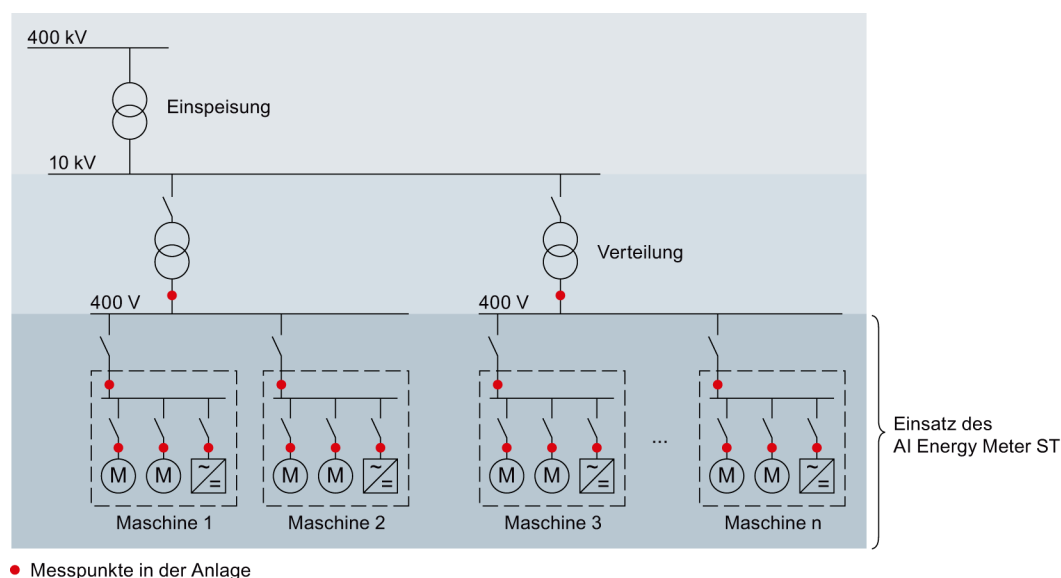 400 kV
Einspeisung
10 kV
Verteilung
400 V
400 V
M
M
~
=
M
M
~
=
M
M
~
=
...
M
M
~
=
Maschine 1
Maschine 2
Maschine 3
Maschine n
Einsatz des
AI Energy Meter ST
Messpunkte in der Anlage